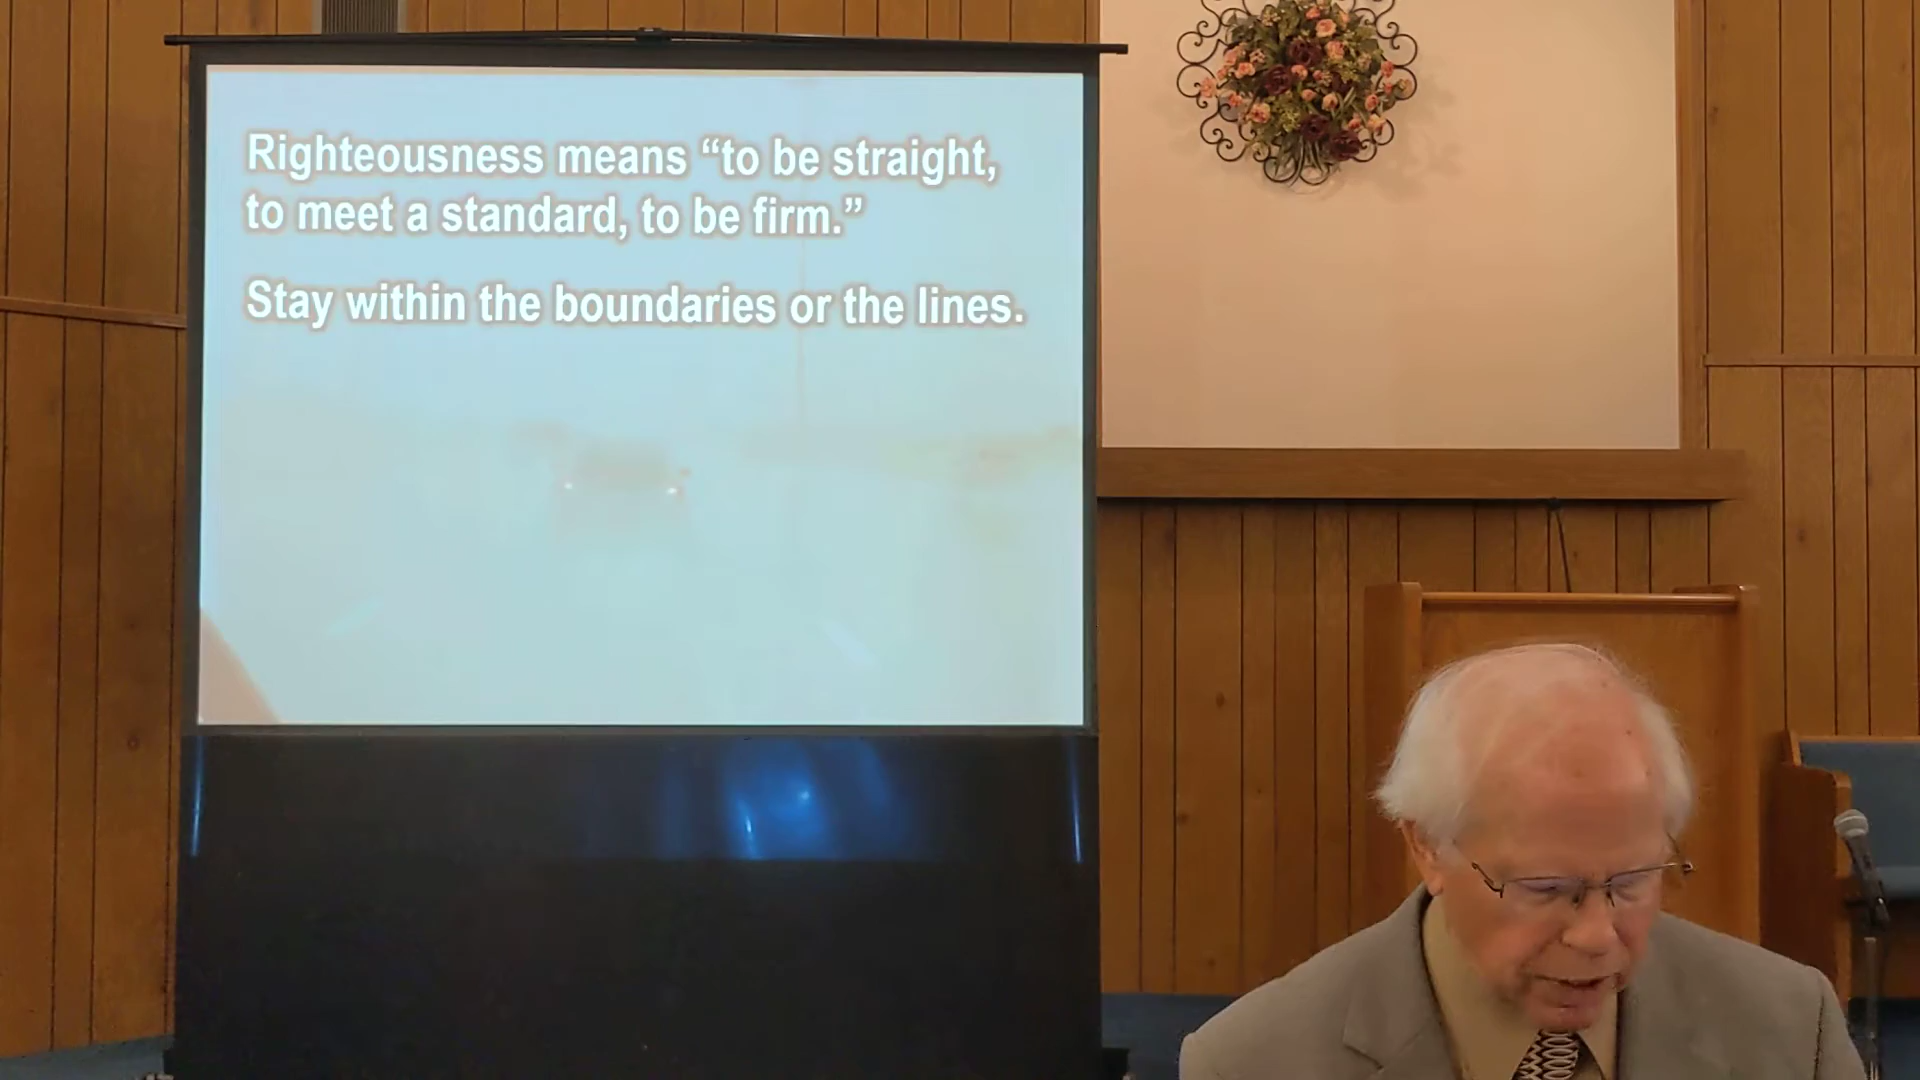 Righteousness means “to be straight,
to meet a standard, to be firm.”
Stay within the boundaries or the lines.